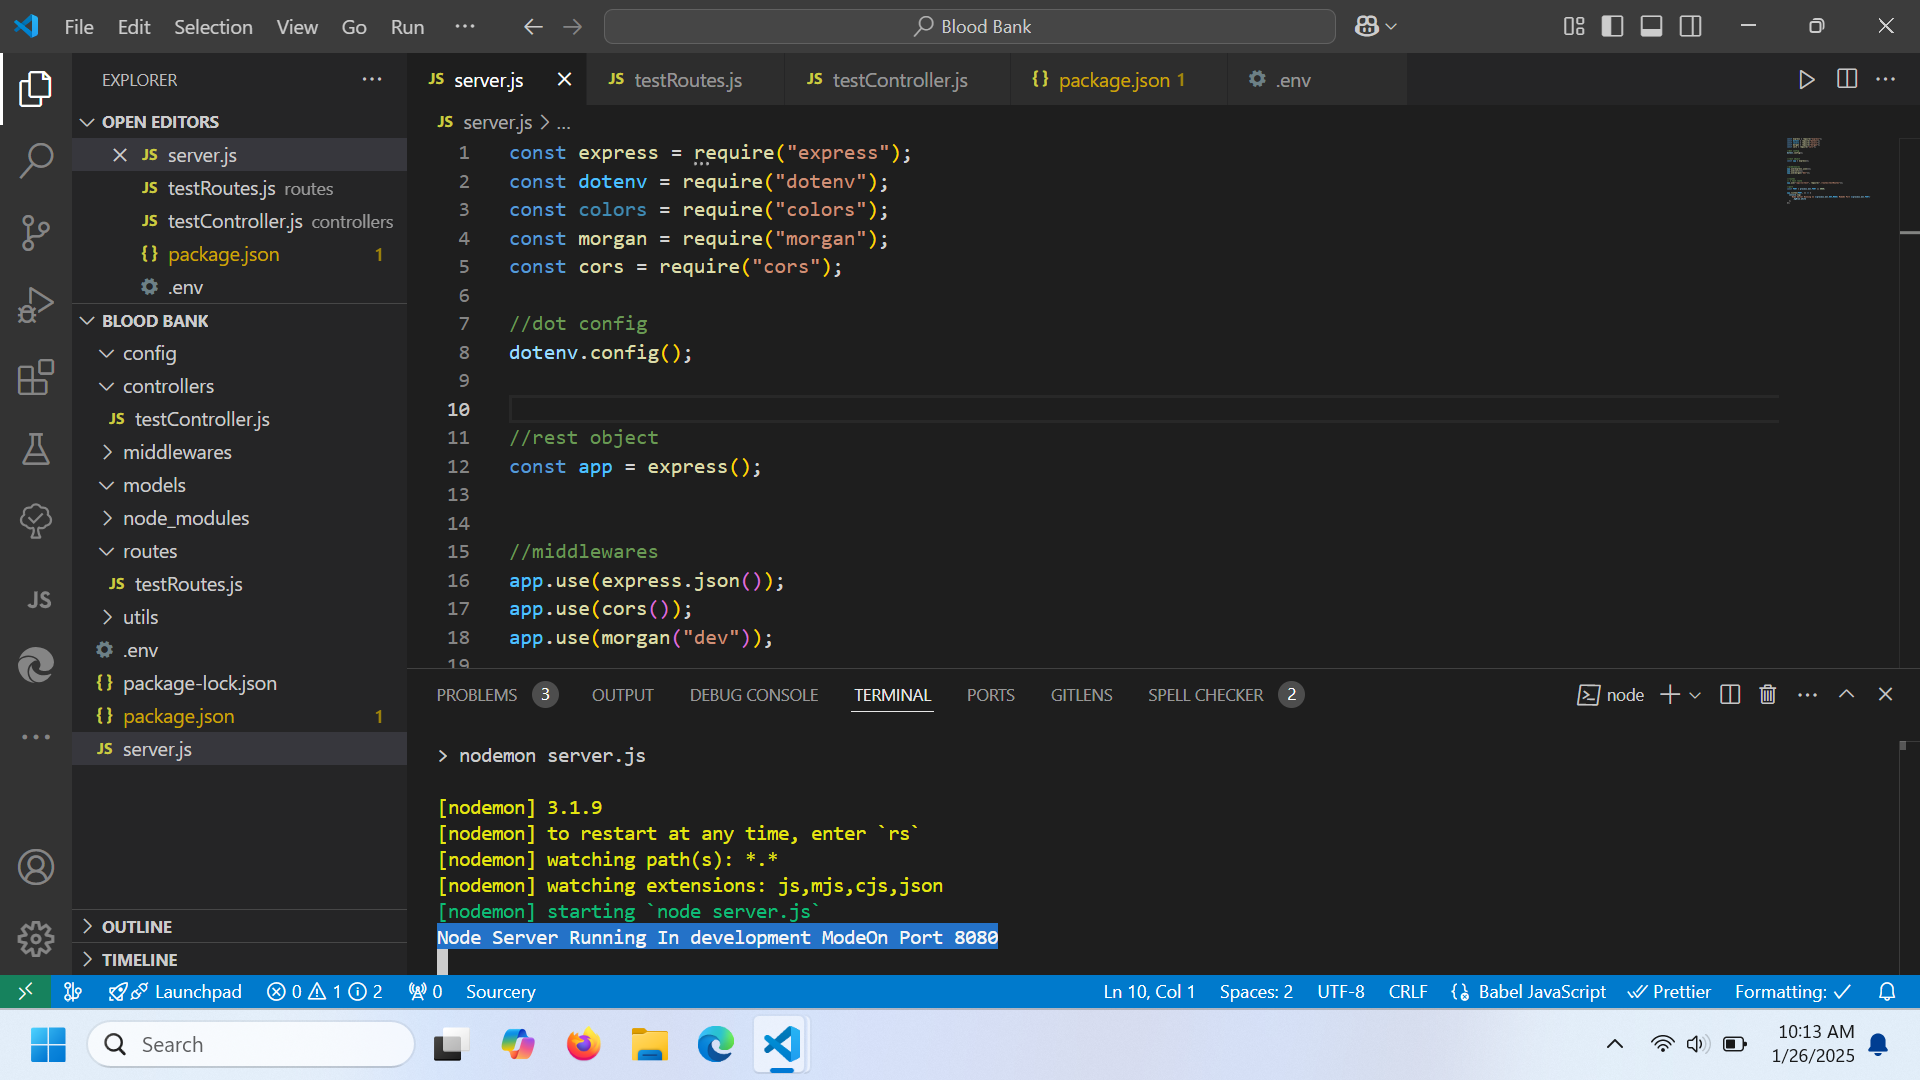 File Edit Selection View Go Run ··· Blood Bank
EXPLORER ···
OPEN EDITORS
JS server.js
JS testRoutes.js routes
JS testController.js controllers
{} package.json 1
.env
BLOOD BANK
config
controllers
JS testController.js
middlewares
models
node_modules
routes
JS testRoutes.js
utils
.env
{} package-lock.json
{} package.json 1
JS server.js
OUTLINE
TIMELINE
JS
JS server.js JS testRoutes.js JS testController.js {} package.json 1 .env
JS server.js > ...
1 const express = require("express");
2 const dotenv = require("dotenv");
3 const colors = require("colors");
4 const morgan = require("morgan");
5 const cors = require("cors");
6
7 //dot config
8 dotenv.config();
9
10
11 //rest object
12 const app = express();
13
14
15 //middlewares
16 app.use(express.json());
17 app.use(cors());
18 app.use(morgan("dev"));
19
PROBLEMS 3 OUTPUT DEBUG CONSOLE TERMINAL PORTS GITLENS SPELL CHECKER 2 node
> nodemon server.js
[nodemon] 3.1.9
[nodemon] to restart at any time, enter `rs`
[nodemon] watching path(s): *.*
[nodemon] watching extensions: js,mjs,cjs,json
[nodemon] starting `node server.js`
Node Server Running In development ModeOn Port 8080
Launchpad 0 1 2 0 Sourcery Ln 10, Col 1 Spaces: 2 UTF-8 CRLF Babel JavaScript Prettier Formatting: ✓
Search
10:13 AM
1/26/2025